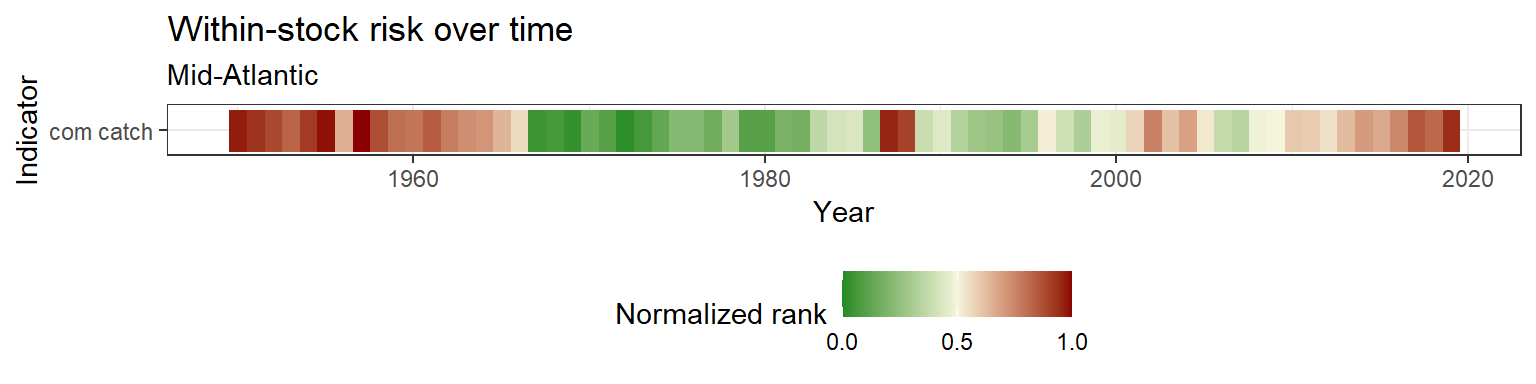 Within-stock risk over time
Mid-Atlantic
Indicator
com catch
1960 1980 2000 2020
Year
Normalized rank
0.0 0.5 1.0